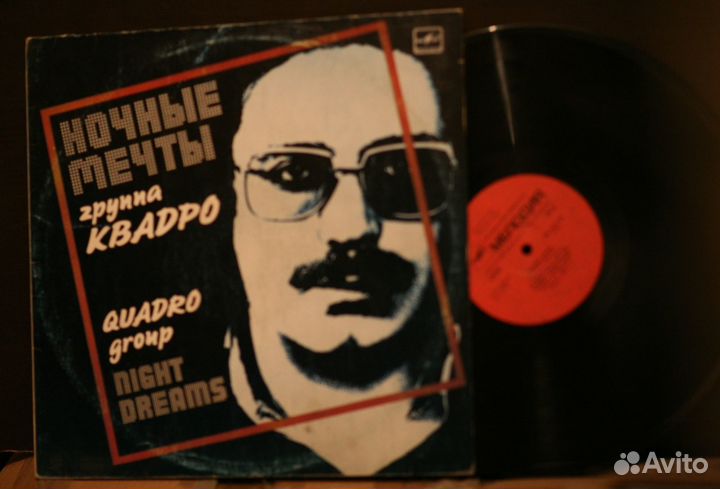 НОЧНЫЕ
МЕЧТЫ
группа
КВАДРО
QUADRO
group
NIGHT
DREAMS
Avito